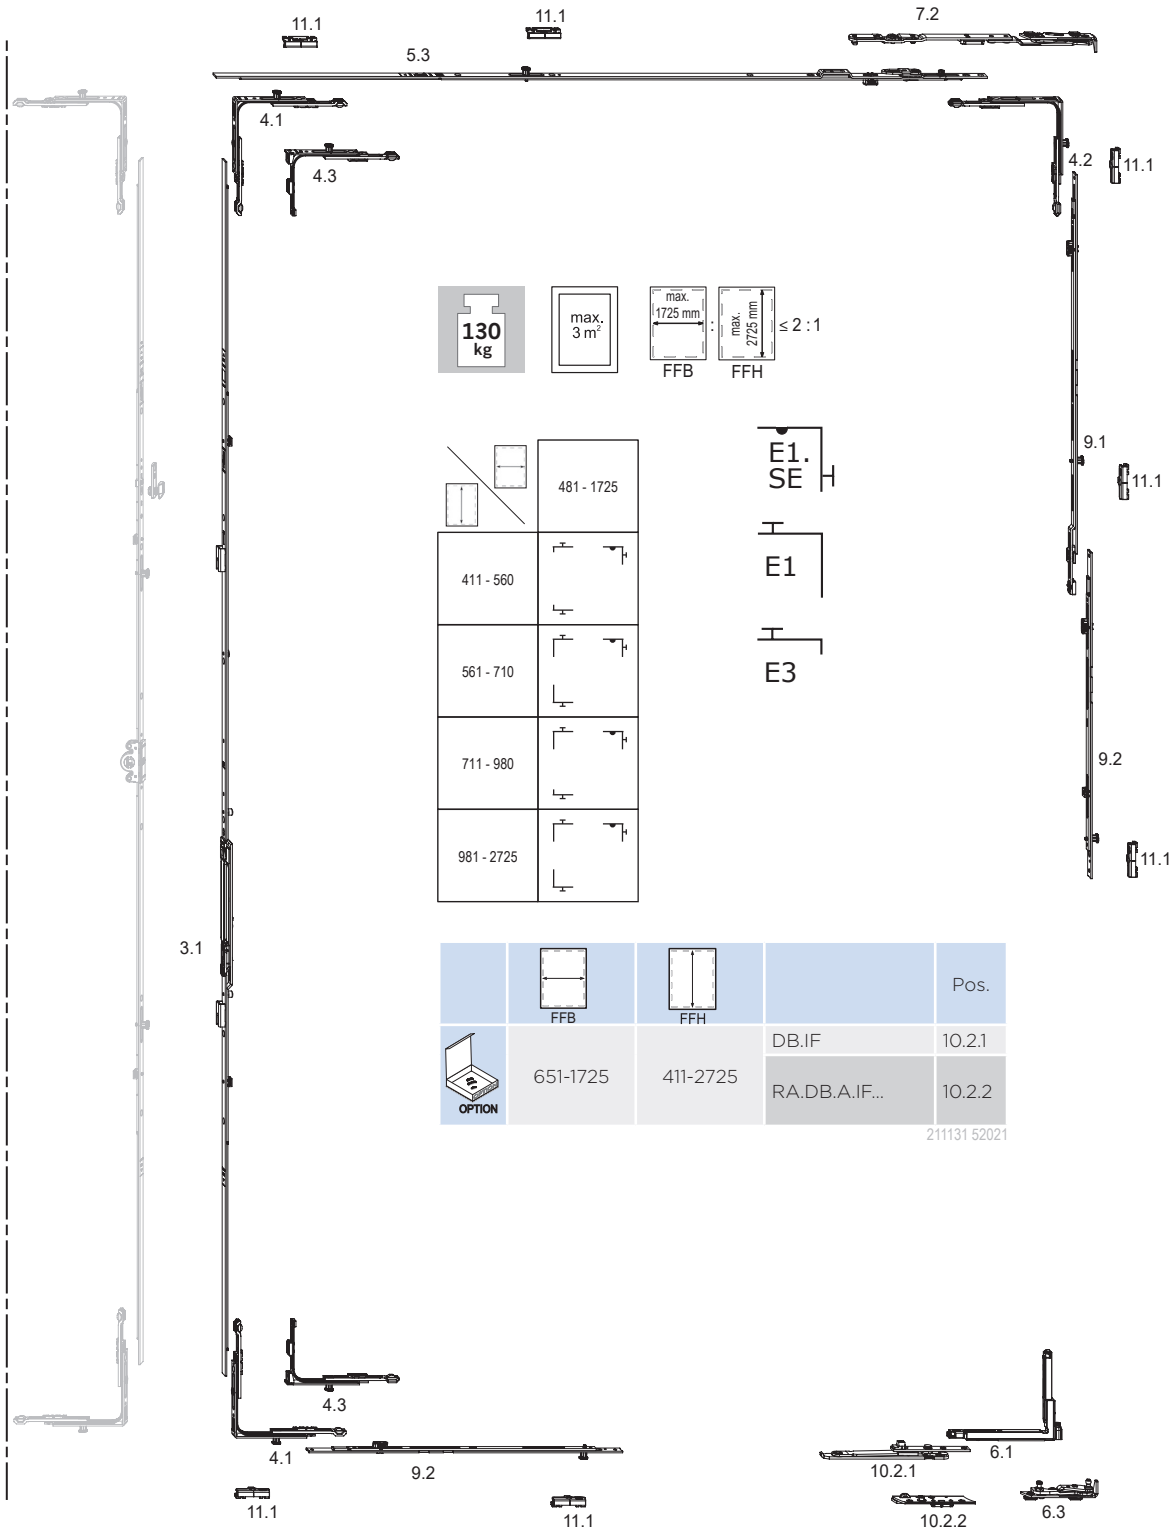 11.1
11.1
7.2
5.3
4.1
4.3
4.2
11.1
130
kg
max.
3 m²
max.
1725 mm
FFB
:
max.
2725 mm
FFH
≤ 2 : 1
481 - 1725
411 - 560
561 - 710
711 - 980
981 - 2725
E1.
SE
E1
E3
9.1
11.1
9.2
11.1
3.1
FFB
FFH
Pos.
OPTION
651-1725
411-2725
DB.IF
10.2.1
RA.DB.A.IF...
10.2.2
211131 52021
4.3
4.1
9.2
6.1
10.2.1
11.1
11.1
10.2.2
6.3